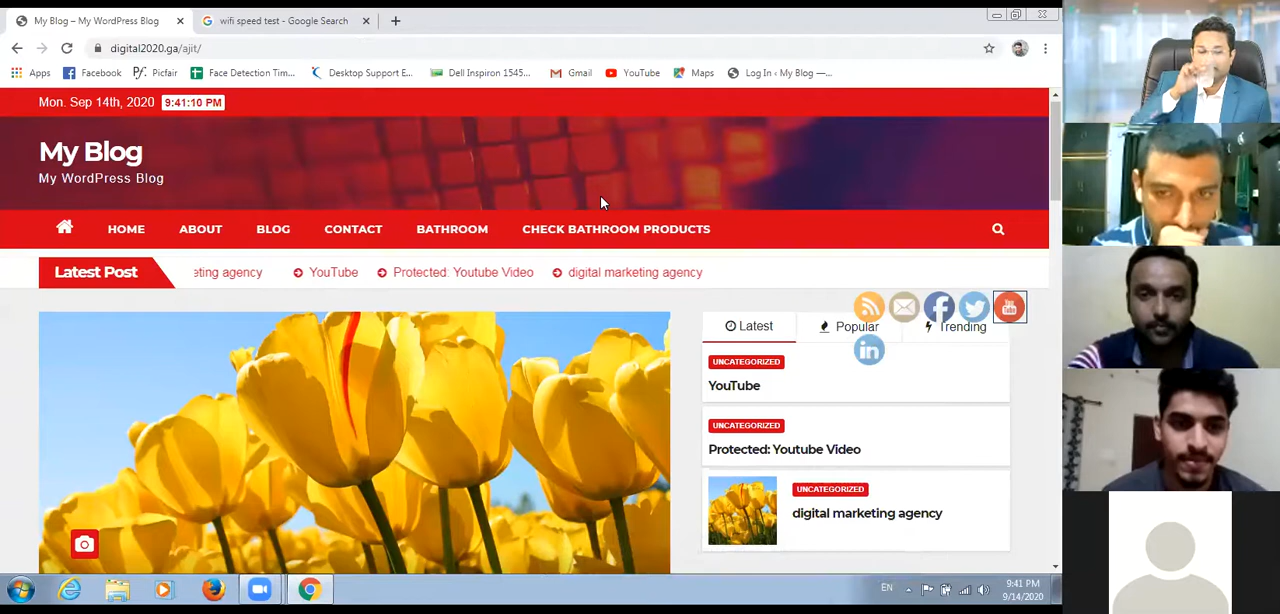 My Blog – My WordPress Blog
wifi speed test - Google Search
digital2020.ga/ajit/
Apps
Facebook
Picfair
Face Detection Tim...
Desktop Support E...
Dell Inspiron 1545...
Gmail
YouTube
Maps
Log In ‹ My Blog —...
Mon. Sep 14th, 2020 9:41:10 PM
My Blog
My WordPress Blog
HOME ABOUT BLOG CONTACT BATHROOM CHECK BATHROOM PRODUCTS
Latest Post
eting agency YouTube Protected: Youtube Video digital marketing agency
You Tube
Latest Popular Trending
in
UNCATEGORIZED
YouTube
UNCATEGORIZED
Protected: Youtube Video
UNCATEGORIZED
digital marketing agency
EN
9:41 PM
9/14/2020